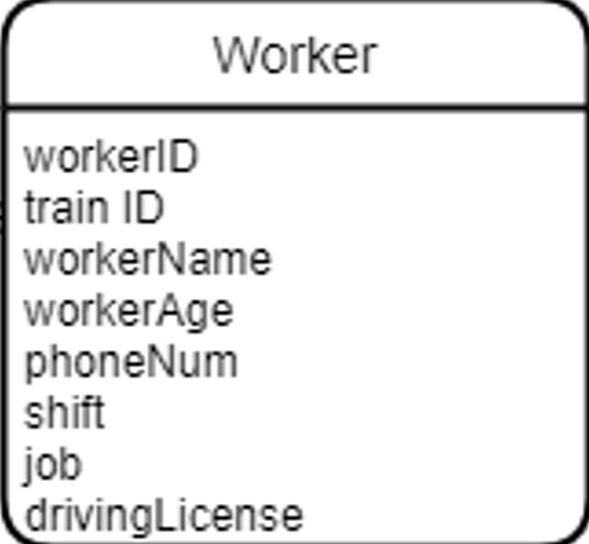 Worker
workerID
train ID
workerName
workerAge
phoneNum
shift
job
drivingLicense